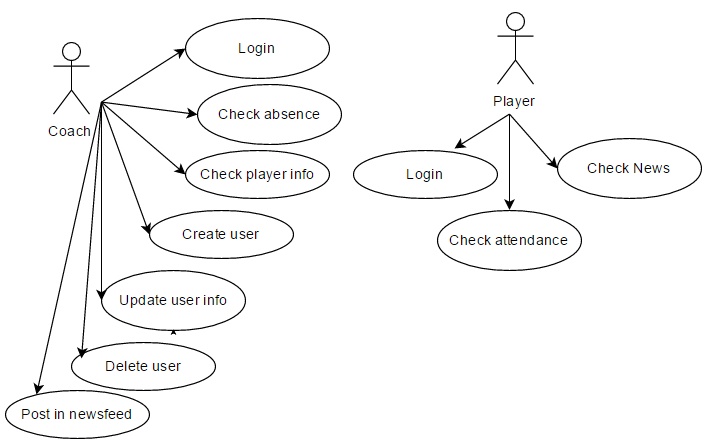 Coach
Login
Check absence
Check player info
Create user
Update user info
Delete user
Post in newsfeed
Player
Login
Check News
Check attendance